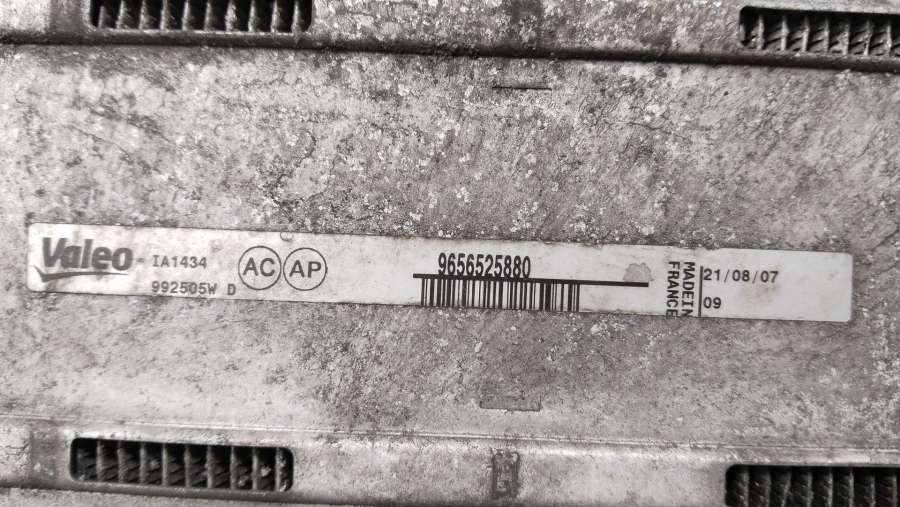 Valeo
IA1434
992505W D
AC AP
9656525880
MADE IN
FRANCE
21/08/07
09